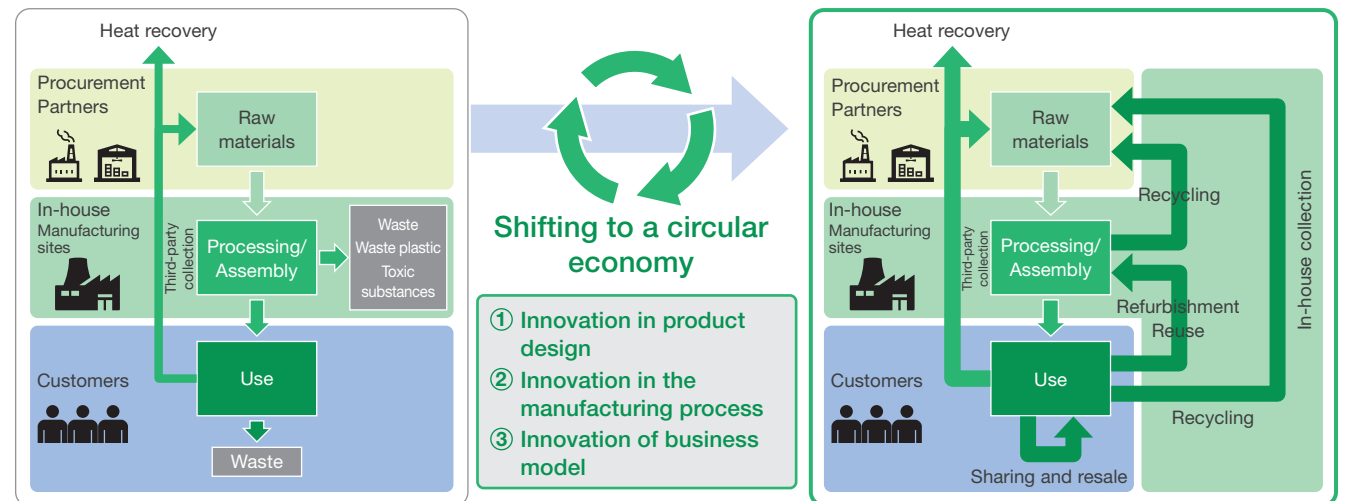 Heat recovery
Procurement
Partners
Raw
materials
In-house
Manufacturing
sites
Third-party
collection
Processing/
Assembly
Waste
Waste plastic
Toxic
substances
Customers
Use
Waste
Shifting to a circular
economy
① Innovation in product
design
② Innovation in the
manufacturing process
③ Innovation of business
model
Heat recovery
Procurement
Partners
Raw
materials
Recycling
In-house
Manufacturing
sites
Third-party
collection
Processing/
Assembly
Refurbishment
Reuse
In-house collection
Customers
Use
Recycling
Sharing and resale